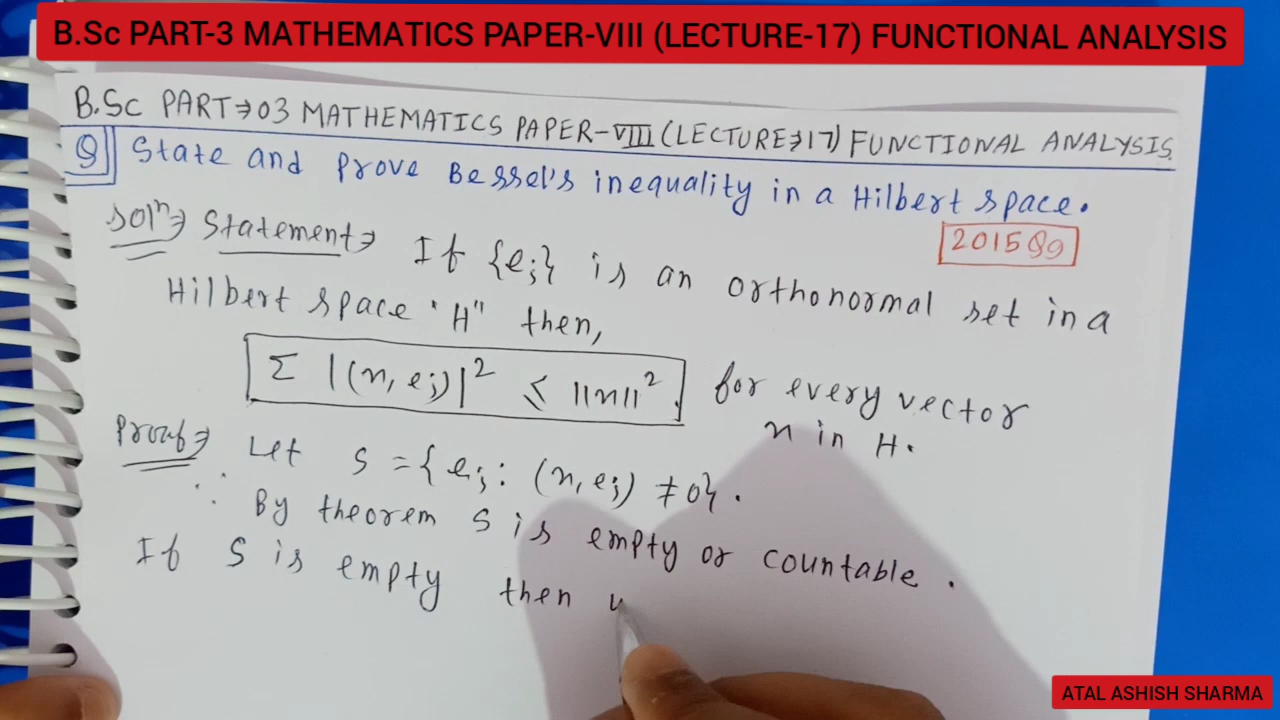 B.Sc PART-3 MATHEMATICS PAPER-VIII (LECTURE-17) FUNCTIONAL ANALYSIS
B.Sc PART⇒03 MATHEMATICS PAPER-VIII (LECTURE⇒17) FUNCTIONAL ANALYSIS.
Q] State and Prove Bessel's inequality in a Hilbert space.
2015 Q9
Solⁿ⇒ Statement⇒ If {eᵢ} is an orthonormal set in a
Hilbert space "H" then,
Σ |(x, eᵢ)|² ≤ ||x||². for every vector
x in H.
Proof⇒ Let S = {eᵢ : (x, eᵢ) ≠ 0}.
∴ By theorem S is empty or countable.
If S is empty then
ATAL ASHISH SHARMA